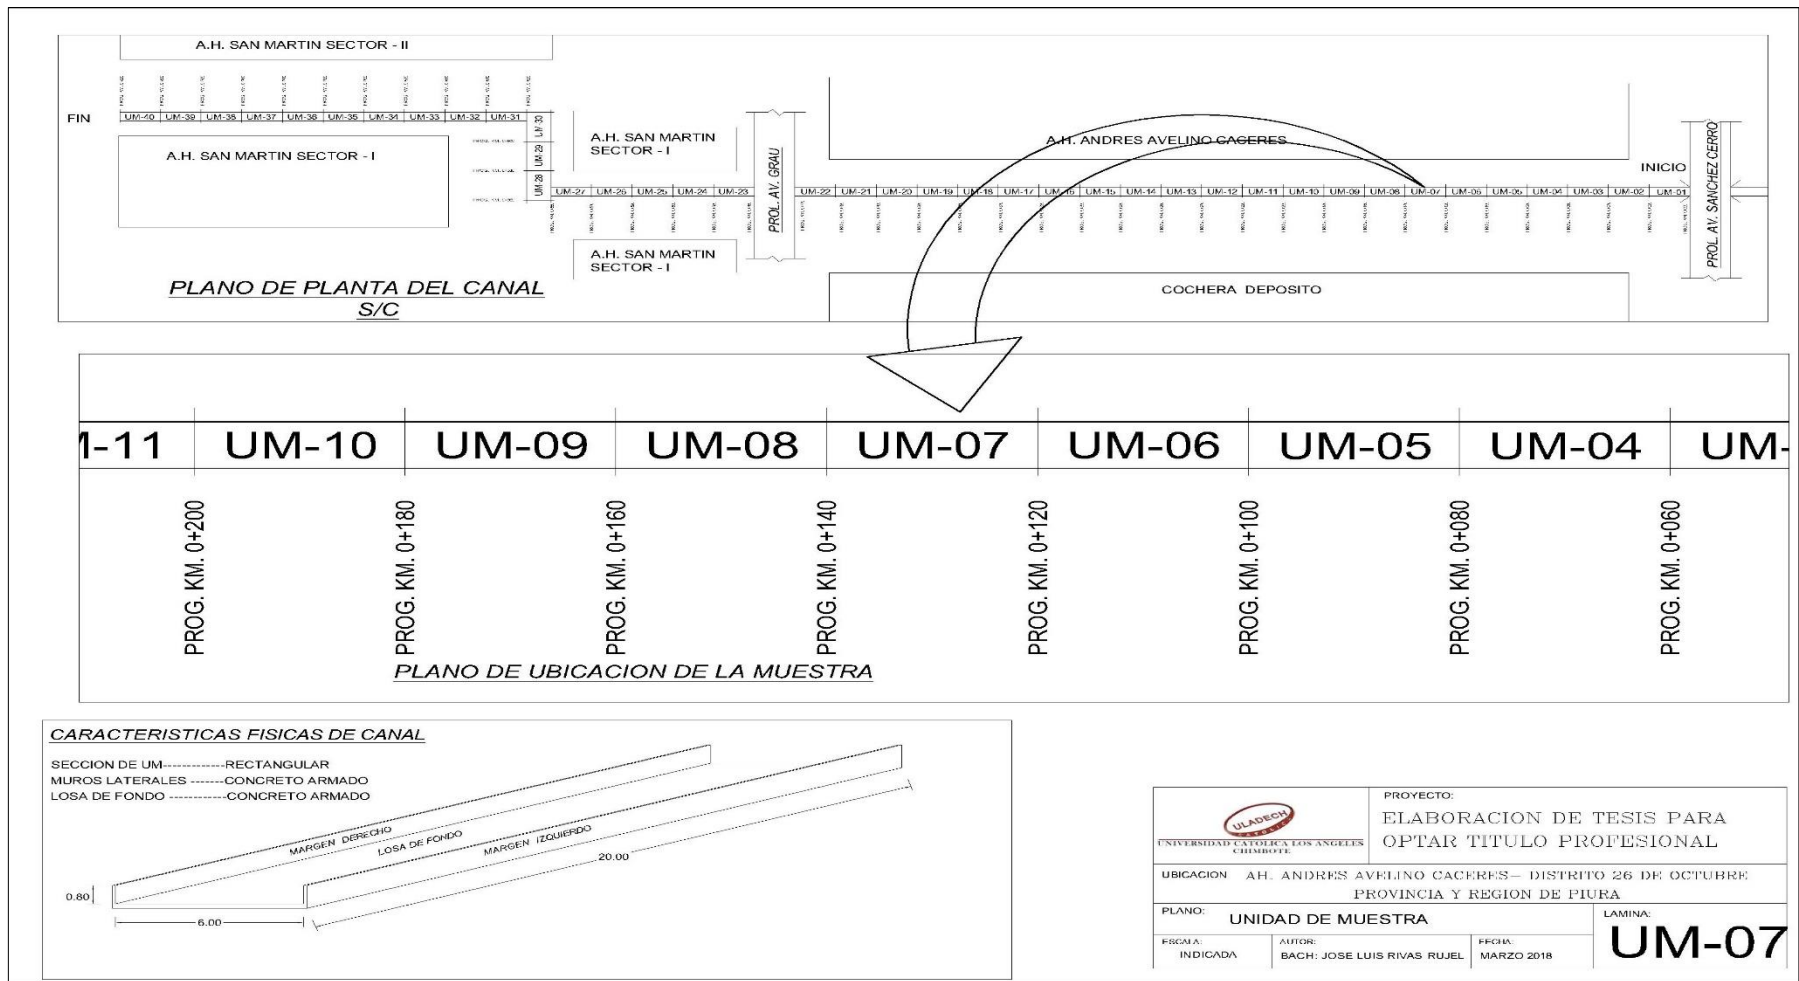 A.H. SAN MARTIN SECTOR - II
FIN
UM-40 UM-39 UM-38 UM-37 UM-36 UM-35 UM-34 UM-33 UM-32 UM-31
UM-30
UM-29
UM-28
A.H. SAN MARTIN SECTOR - I
A.H. SAN MARTIN
SECTOR - I
PROL. AV. GRAU
A.H. ANDRES AVELINO CACERES
INICIO
PROL. AV. SANCHEZ CERRO
UM-27 UM-26 UM-25 UM-24 UM-23 UM-22 UM-21 UM-20 UM-19 UM-18 UM-17 UM-16 UM-15 UM-14 UM-13 UM-12 UM-11 UM-10 UM-09 UM-08 UM-07 UM-06 UM-05 UM-04 UM-03 UM-02 UM-01
A.H. SAN MARTIN
SECTOR - I
COCHERA DEPOSITO
PLANO DE PLANTA DEL CANAL
S/C
-11 UM-10 UM-09 UM-08 UM-07 UM-06 UM-05 UM-04 UM-
PROG. KM. 0+200
PROG. KM. 0+180
PROG. KM. 0+160
PROG. KM. 0+140
PROG. KM. 0+120
PROG. KM. 0+100
PROG. KM. 0+080
PROG. KM. 0+060
PLANO DE UBICACION DE LA MUESTRA
CARACTERISTICAS FISICAS DE CANAL
SECCION DE UM------------RECTANGULAR
MUROS LATERALES ------CONCRETO ARMADO
LOSA DE FONDO ----------CONCRETO ARMADO
MARGEN DERECHO
LOSA DE FONDO
MARGEN IZQUIERDO
20.00
0.80
6.00
ULADECH
CATOLICA
UNIVERSIDAD CATOLICA LOS ANGELES
CHIMBOTE
PROYECTO:
ELABORACION DE TESIS PARA
OPTAR TITULO PROFESIONAL
UBICACION AH. ANDRES AVELINO CACERES- DISTRITO 26 DE OCTUBRE
PROVINCIA Y REGION DE PIURA
PLANO:
UNIDAD DE MUESTRA
LAMINA:
UM-07
ESCALA:
INDICADA
AUTOR:
BACH: JOSE LUIS RIVAS RUJEL
FECHA:
MARZO 2018